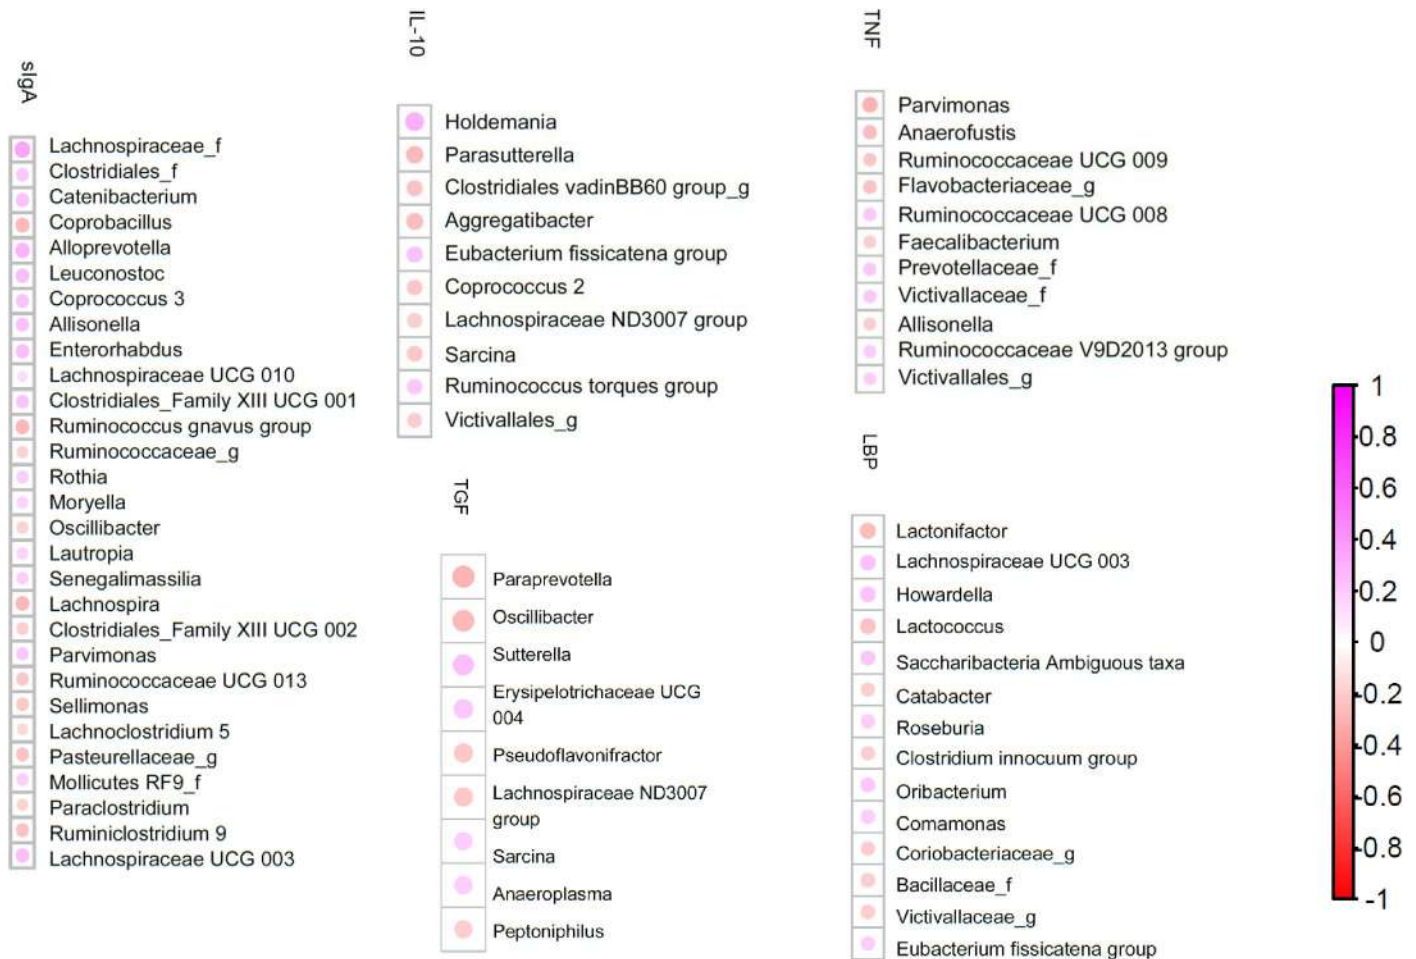 sIgA
Lachnospiraceae_f
Clostridiales_f
Catenibacterium
Coprobacillus
Alloprevotella
Leuconostoc
Coprococcus 3
Allisonella
Enterorhabdus
Lachnospiraceae UCG 010
Clostridiales_Family XIII UCG 001
Ruminococcus gnavus group
Ruminococcaceae_g
Rothia
Moryella
Oscillibacter
Lautropia
Senegalimassilia
Lachnospira
Clostridiales_Family XIII UCG 002
Parvimonas
Ruminococcaceae UCG 013
Sellimonas
Lachnoclostridium 5
Pasteurellaceae_g
Mollicutes RF9_f
Paraclostridium
Ruminiclostridium 9
Lachnospiraceae UCG 003
IL-10
Holdemania
Parasutterella
Clostridiales vadinBB60 group_g
Aggregatibacter
Eubacterium fissicatena group
Coprococcus 2
Lachnospiraceae ND3007 group
Sarcina
Ruminococcus torques group
Victivallales_g
TGF
Paraprevotella
Oscillibacter
Sutterella
Erysipelotrichaceae UCG
004
Pseudoflavonifractor
Lachnospiraceae ND3007
group
Sarcina
Anaeroplasma
Peptoniphilus
TNF
Parvimonas
Anaerofustis
Ruminococcaceae UCG 009
Flavobacteriaceae_g
Ruminococcaceae UCG 008
Faecalibacterium
Prevotellaceae_f
Victivallaceae_f
Allisonella
Ruminococcaceae V9D2013 group
Victivallales_g
LBP
Lactonifactor
Lachnospiraceae UCG 003
Howardella
Lactococcus
Saccharibacteria Ambiguous taxa
Catabacter
Roseburia
Clostridium innocuum group
Oribacterium
Comamonas
Coriobacteriaceae_g
Bacillaceae_f
Victivallaceae_g
Eubacterium fissicatena group
1
0.8
0.6
0.4
0.2
0
-0.2
-0.4
-0.6
-0.8
-1